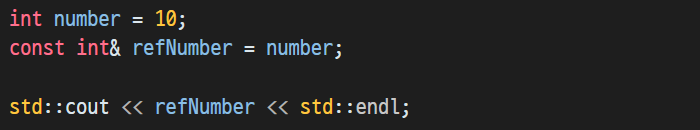 int number = 10;
const int& refNumber = number;
std::cout << refNumber << std::endl;